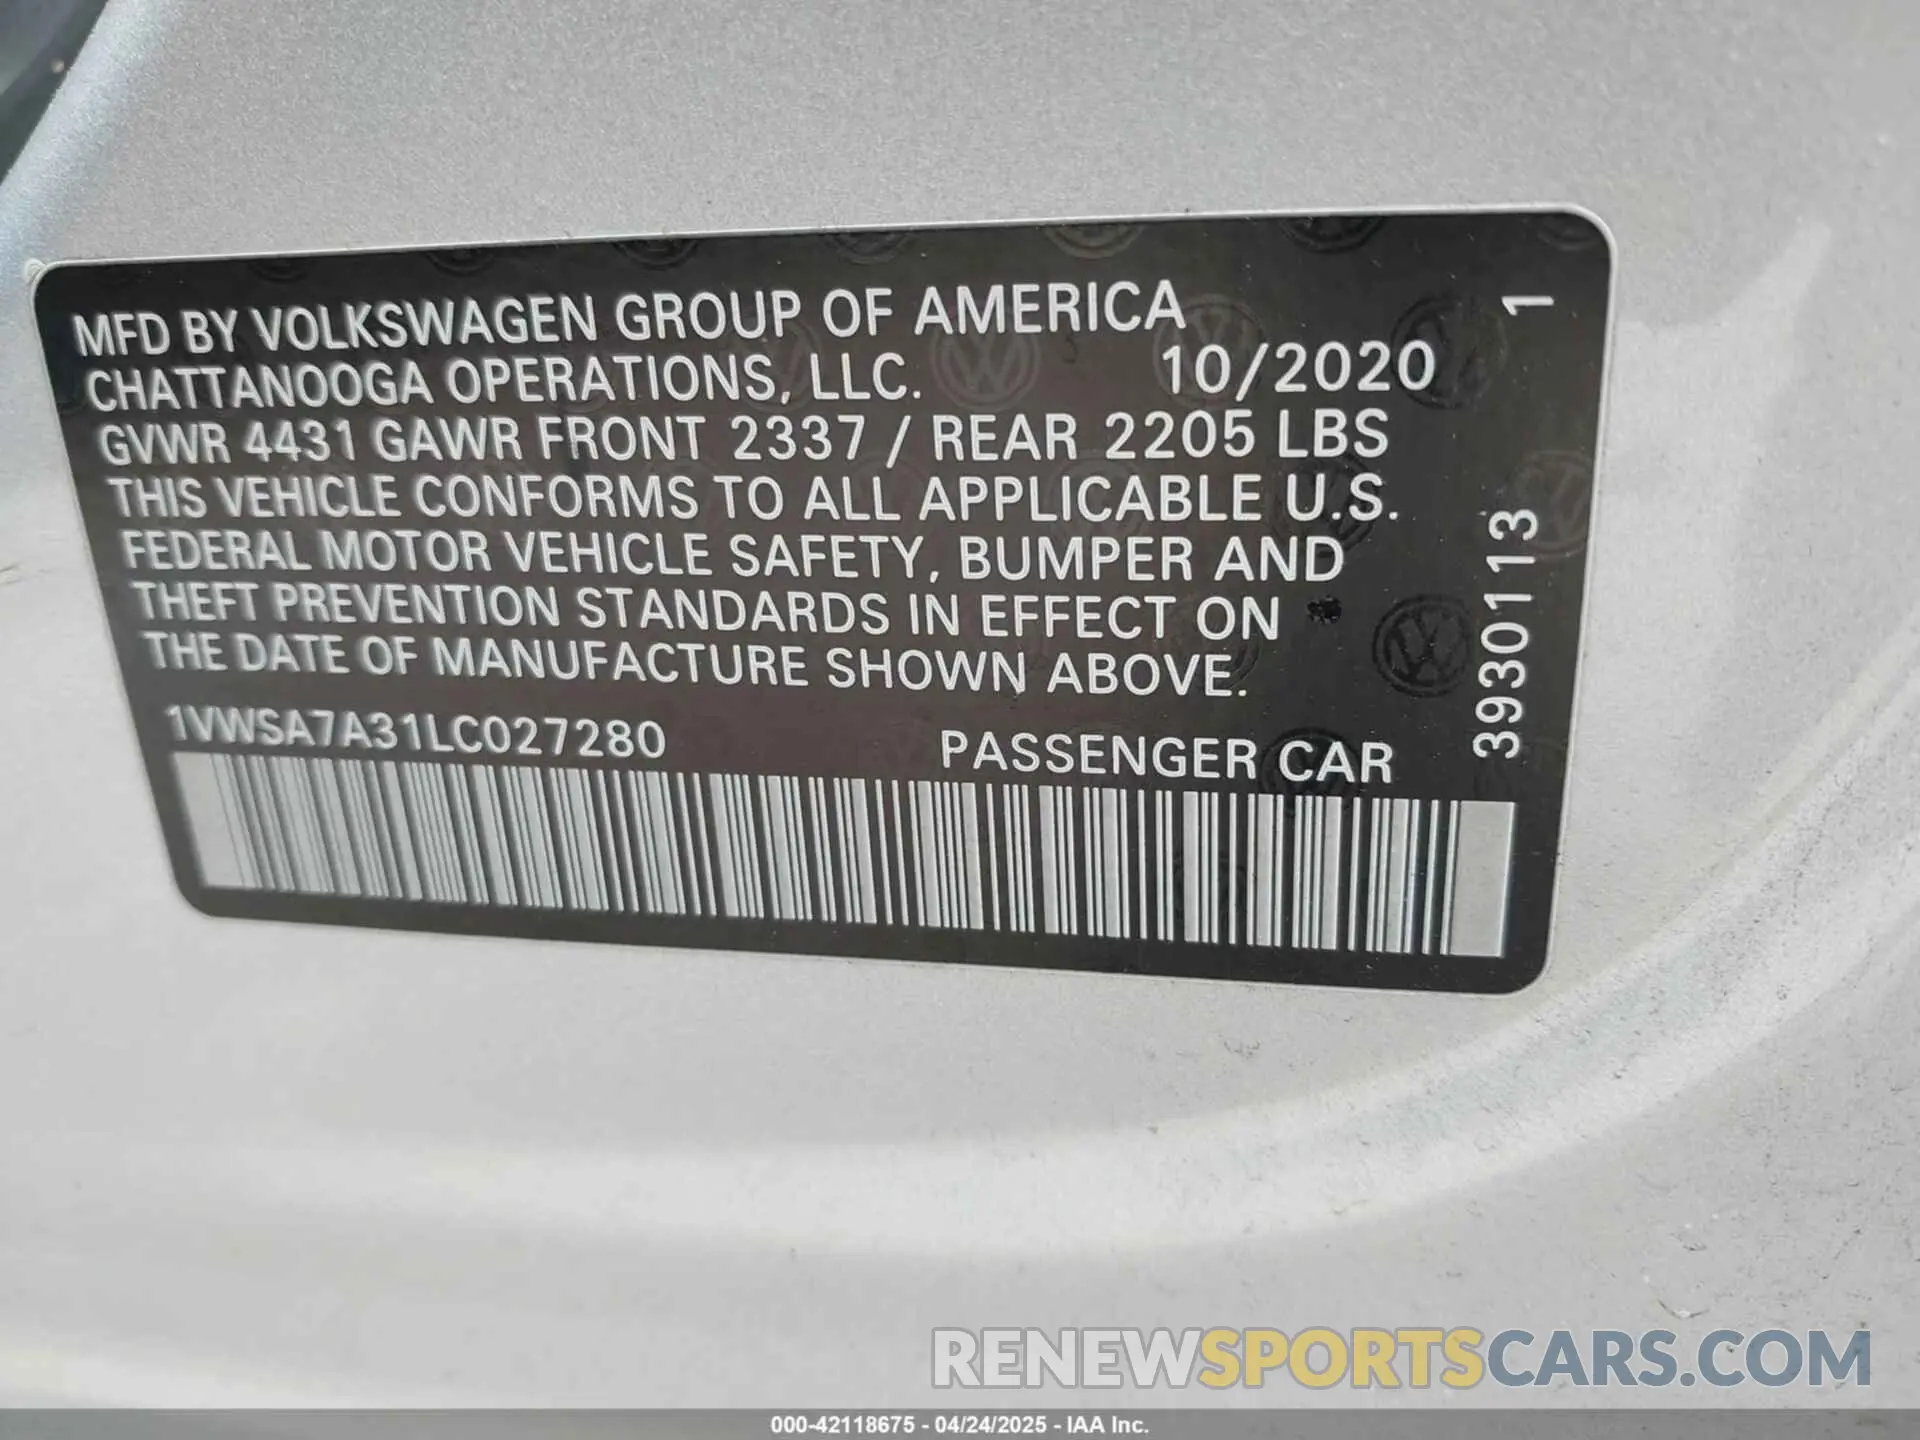 MFD BY VOLKSWAGEN GROUP OF AMERICA
CHATTANOOGA OPERATIONS, LLC. 10/2020
GVWR 4431 GAWR FRONT 2337 / REAR 2205 LBS
THIS VEHICLE CONFORMS TO ALL APPLICABLE U.S.
FEDERAL MOTOR VEHICLE SAFETY, BUMPER AND
THEFT PREVENTION STANDARDS IN EFFECT ON
THE DATE OF MANUFACTURE SHOWN ABOVE.
1VWSA7A31LC027280 PASSENGER CAR
3930113 1
RENEWSPORTSCARS.COM
000-42118675 - 04/24/2025 - IAA Inc.